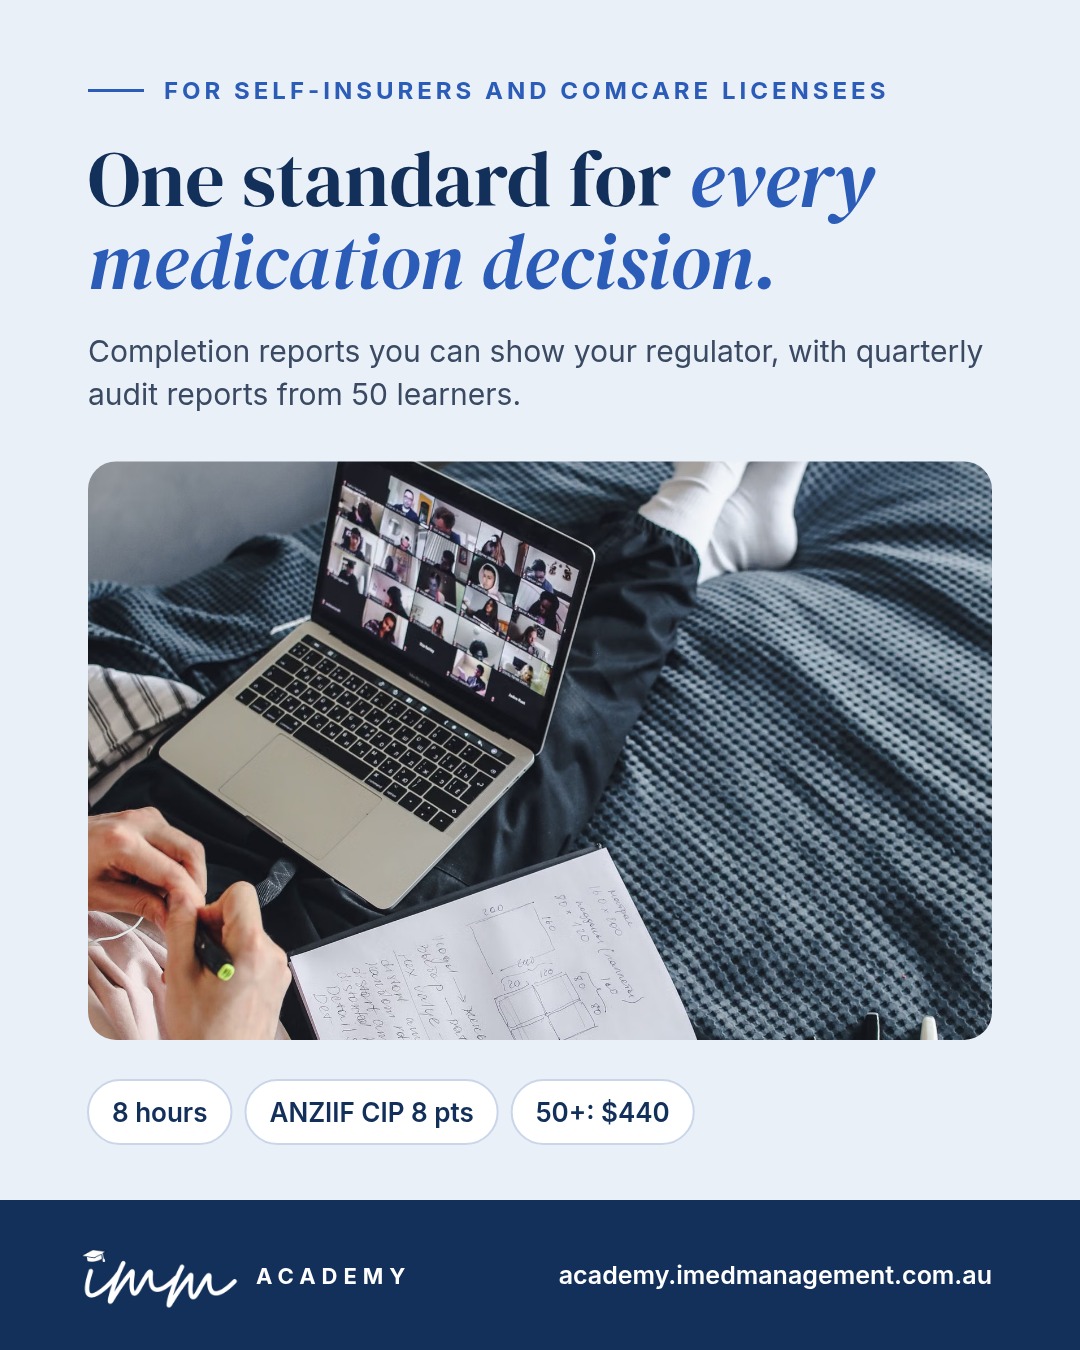 FOR SELF-INSURERS AND COMCARE LICENSEES
One standard for every
medication decision.
Completion reports you can show your regulator, with quarterly
audit reports from 50 learners.
8 hours
ANZIIF CIP 8 pts
50+: $440
imm ACADEMY
academy.imedmanagement.com.au